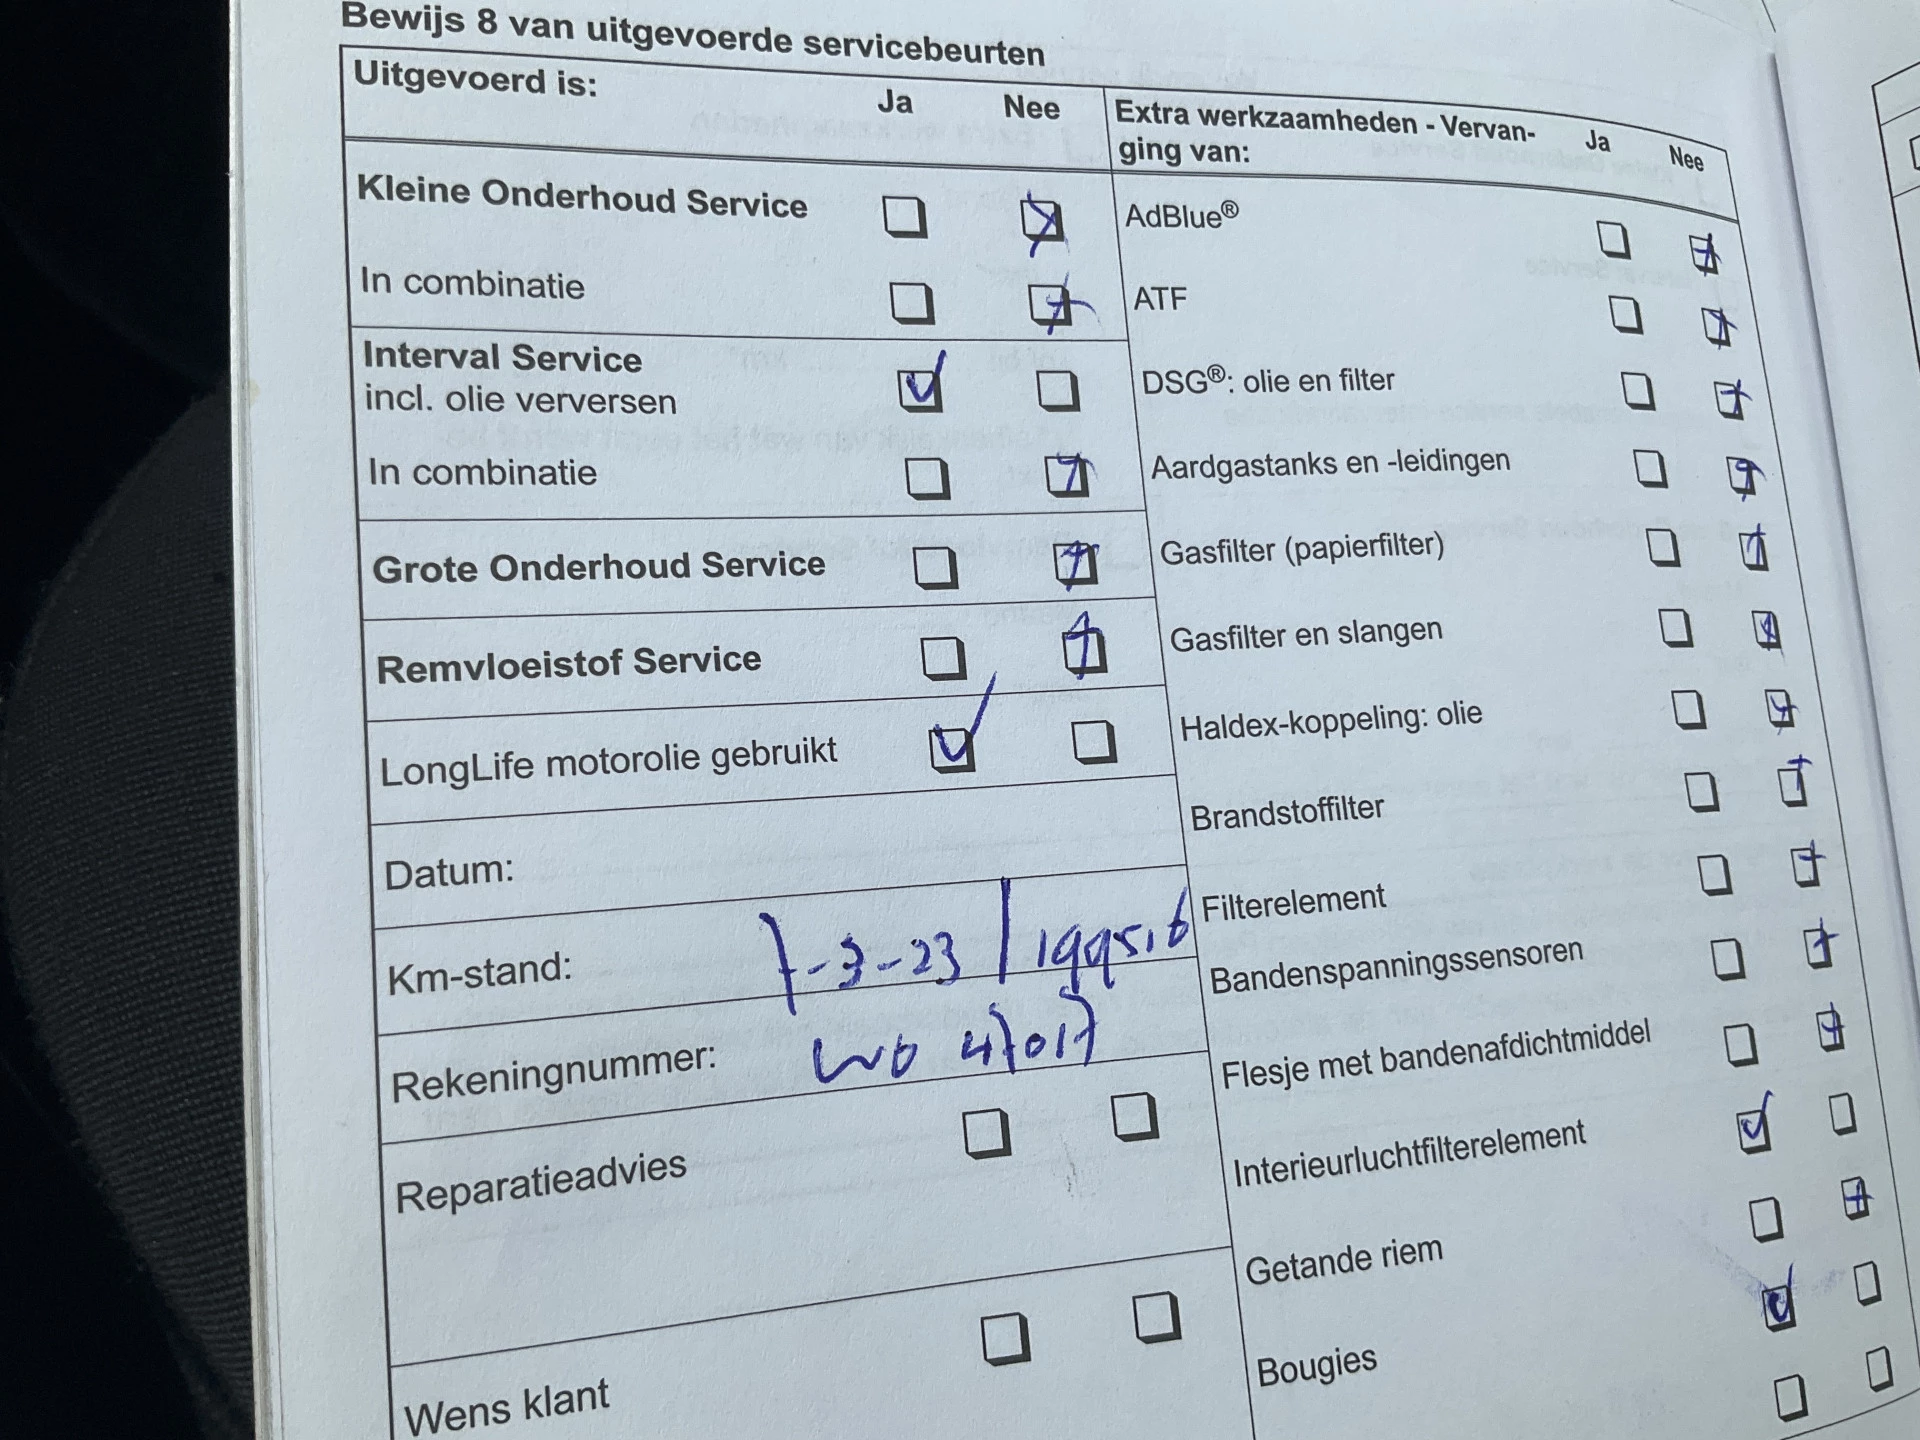 Bewijs 8 van uitgevoerde servicebeurten
Uitgevoerd is: Ja Nee
Kleine Onderhoud Service
In combinatie
Interval Service
incl. olie verversen
In combinatie
Grote Onderhoud Service
Remvloeistof Service
LongLife motorolie gebruikt
Datum:
Km-stand: 7-3-23 / 199516
Rekeningnummer: WO 47017
Reparatieadvies
Wens klant
Extra werkzaamheden - Vervan- Ja Nee
ging van:
AdBlue®
ATF
DSG®: olie en filter
Aardgastanks en -leidingen
Gasfilter (papierfilter)
Gasfilter en slangen
Haldex-koppeling: olie
Brandstoffilter
Filterelement
Bandenspanningssensoren
Flesje met bandenafdichtmiddel
Interieurluchtfilterelement
Getande riem
Bougies